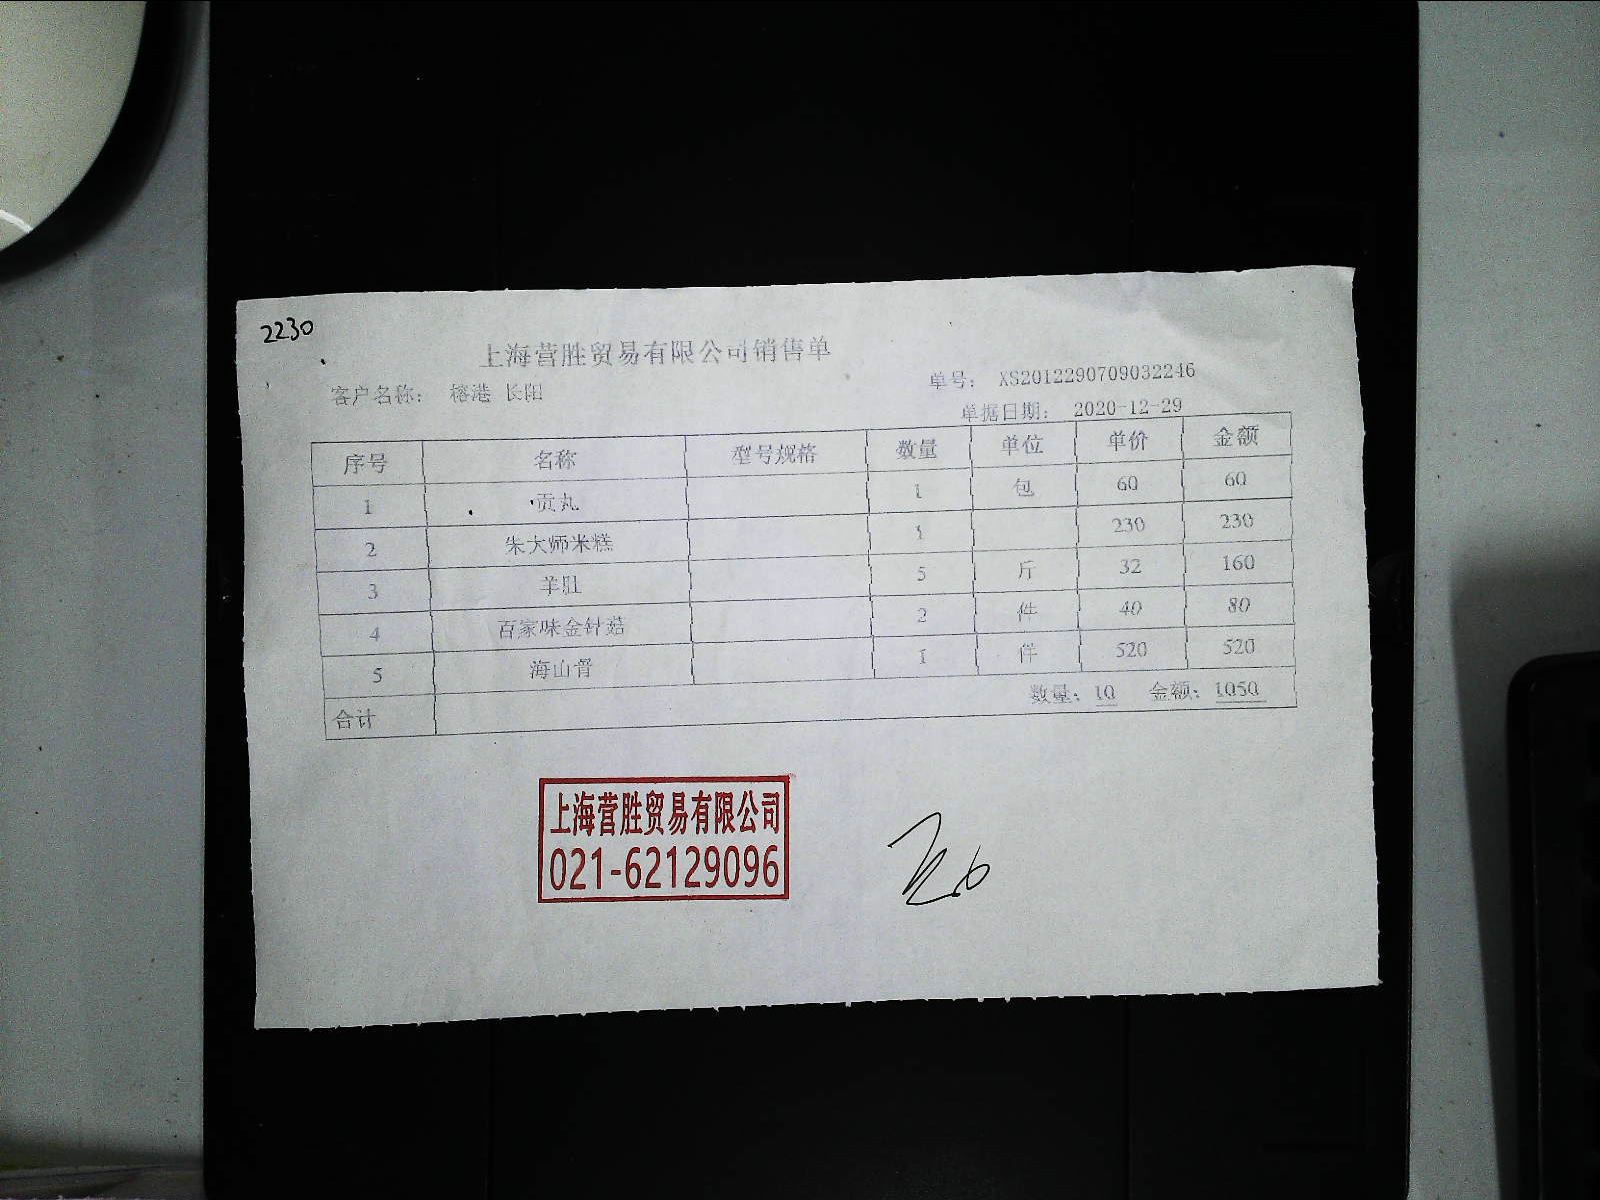 2230
上海营胜贸易有限公司销售单
客户名称： 榕港 长阳 单号： XS2012290709032246
单据日期： 2020-12-29
序号 名称 型号规格 数量 单位 单价 金额
1 贡丸 1 包 60 60
2 朱大师米糕 1 230 230
3 羊肚 5 斤 32 160
4 百家味金针菇 2 件 40 80
5 海山骨 1 件 520 520
合计 数量：10 金额：1050
上海营胜贸易有限公司
021-62129096